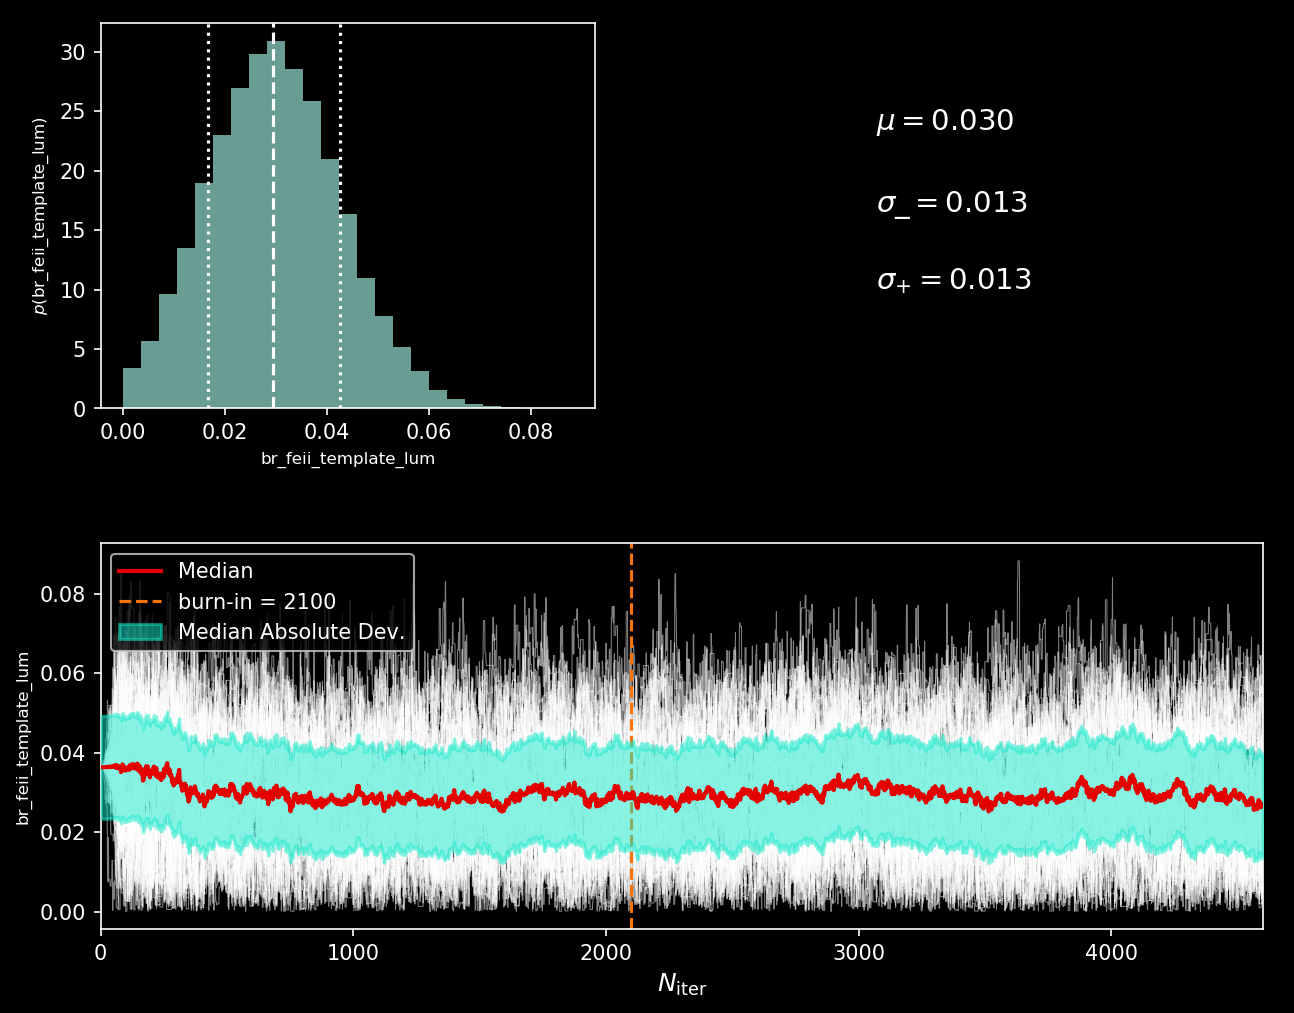 30
25
20
15
10
5
0
p(br_feii_template_lum)
0.00 0.02 0.04 0.06 0.08
br_feii_template_lum
μ = 0.030
σ₋ = 0.013
σ₊ = 0.013
Median
burn-in = 2100
Median Absolute Dev.
0.08
0.06
0.04
0.02
0.00
br_feii_template_lum
0 1000 2000 3000 4000
N_iter